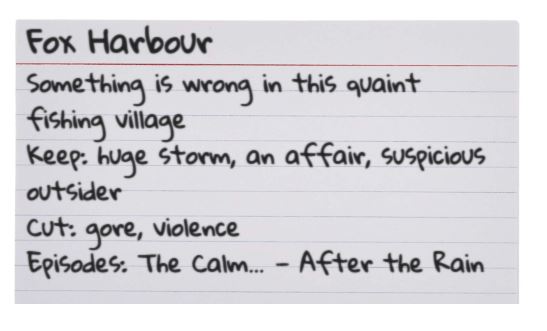 Fox Harbour
Something is wrong in this quaint
fishing village
Keep: huge storm, an affair, suspicious
outsider
Cut: gore, violence
Episodes: The Calm... - After the Rain